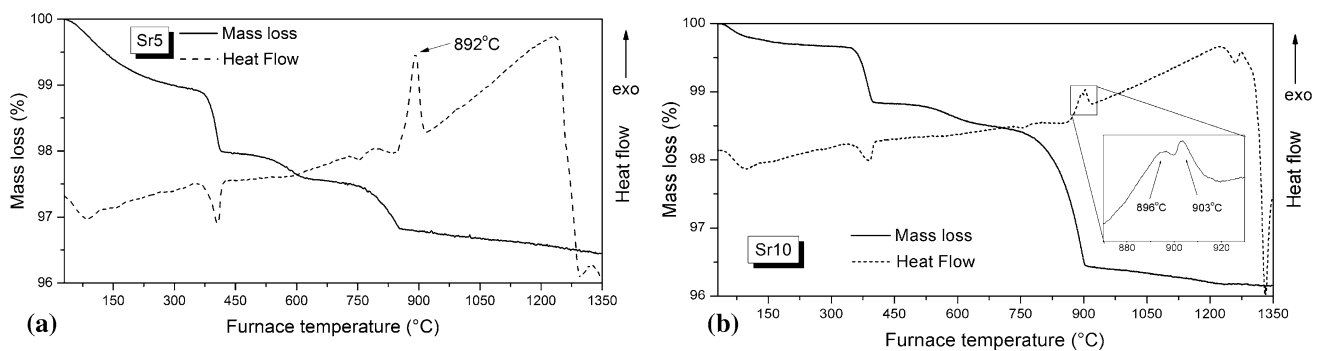 100
99
98
97
96
Mass loss (%)
Sr5
Mass loss
Heat Flow
892°C
exo
Heat flow
150 300 450 600 750 900 1050 1200 1350
Furnace temperature (°C)
(a)
100
99
98
97
96
Mass loss (%)
Sr10
Mass loss
Heat Flow
896°C
903°C
880 900 920
exo
Heat flow
150 300 450 600 750 900 1050 1200 1350
Furnace temperature (°C)
(b)